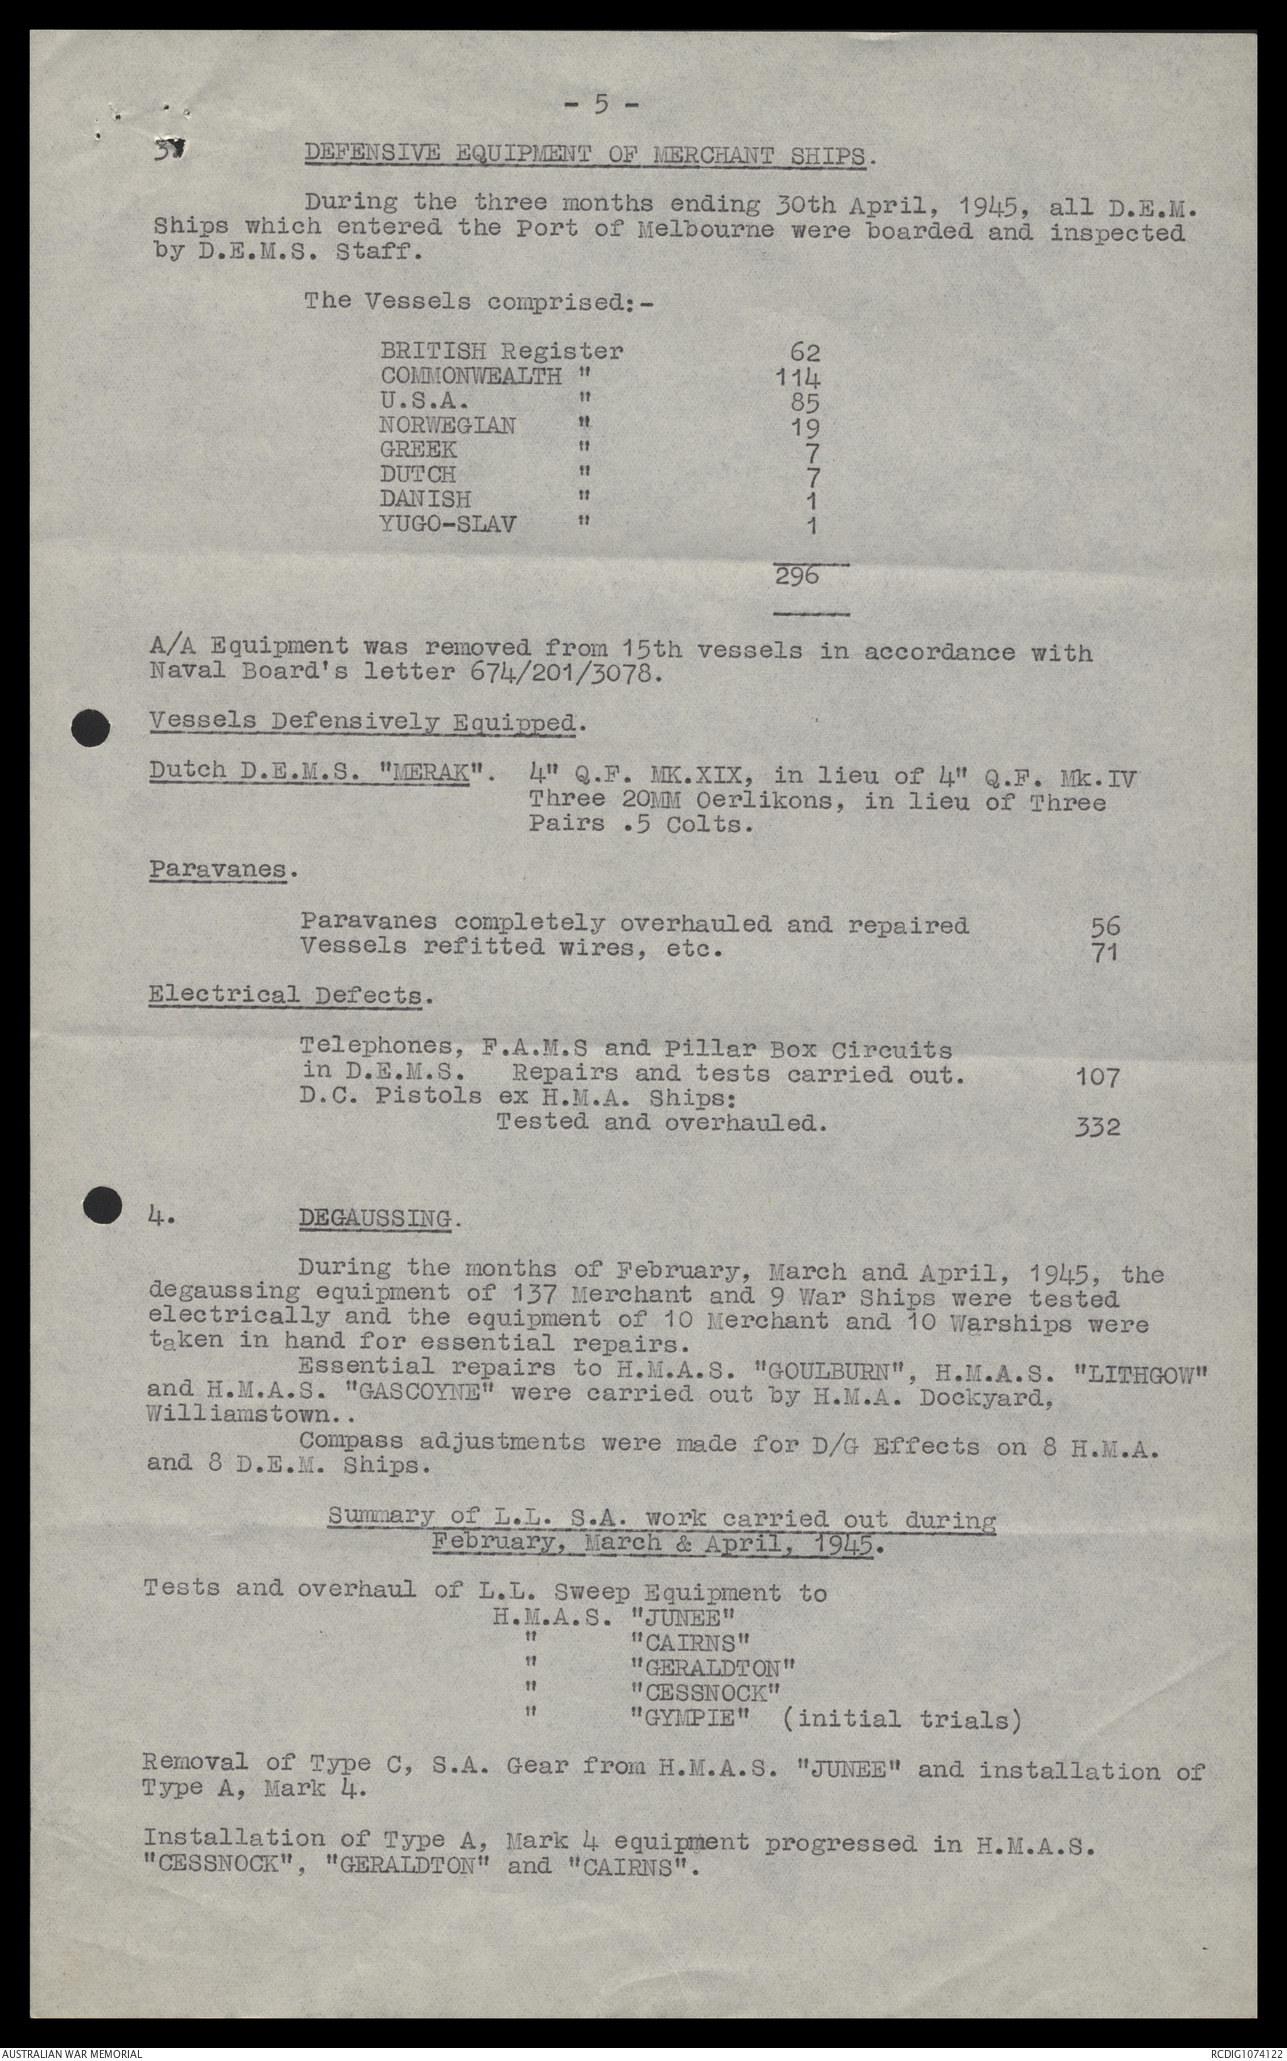 - 5 -
3.
DEFENSIVE EQUIPMENT OF MERCHANT SHIPS.
During the three months ending 30th April, 1945, all D.E.M.
Ships which entered the Port of Melbourne were boarded and inspected
by D.E.M.S. Staff.
The Vessels comprised:-
BRITISH Register 62
COMMONWEALTH " 114
U.S.A. " 85
NORWEGIAN " 19
GREEK " 7
DUTCH " 7
DANISH " 1
YUGO-SLAV " 1
296
A/A Equipment was removed from 15th vessels in accordance with
Naval Board's letter 674/201/3078.
Vessels Defensively Equipped.
Dutch D.E.M.S. "MERAK". 4" Q.F. MK.XIX, in lieu of 4" Q.F. Mk.IV
Three 20MM Oerlikons, in lieu of Three
Pairs .5 Colts.
Paravanes.
Paravanes completely overhauled and repaired 56
Vessels refitted wires, etc. 71
Electrical Defects.
Telephones, F.A.M.S and Pillar Box Circuits
in D.E.M.S. Repairs and tests carried out. 107
D.C. Pistols ex H.M.A. Ships:
Tested and overhauled. 332
4. DEGAUSSING.
During the months of February, March and April, 1945, the
degaussing equipment of 137 Merchant and 9 War Ships were tested
electrically and the equipment of 10 Merchant and 10 Warships were
taken in hand for essential repairs.
Essential repairs to H.M.A.S. "GOULBURN", H.M.A.S. "LITHGOW"
and H.M.A.S. "GASCOYNE" were carried out by H.M.A. Dockyard,
Williamstown..
Compass adjustments were made for D/G Effects on 8 H.M.A.
and 8 D.E.M. Ships.
Summary of L.L. S.A. work carried out during
February, March & April, 1945.
Tests and overhaul of L.L. Sweep Equipment to
H.M.A.S. "JUNEE"
" "CAIRNS"
" "GERALDTON"
" "CESSNOCK"
" "GYMPIE" (initial trials)
Removal of Type C, S.A. Gear from H.M.A.S. "JUNEE" and installation of
Type A, Mark 4.
Installation of Type A, Mark 4 equipment progressed in H.M.A.S.
"CESSNOCK", "GERALDTON" and "CAIRNS".
AUSTRALIAN WAR MEMORIAL
RCDIG1074122